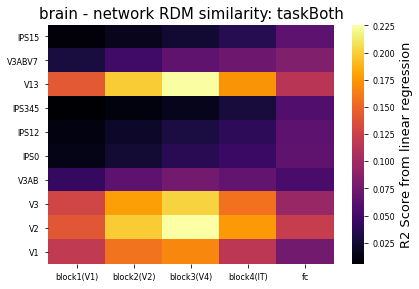 brain - network RDM similarity: taskBoth
IPS15
V3ABV7
V13
IPS345
IPS12
IPS0
V3AB
V3
V2
V1
block1(V1) block2(V2) block3(V4) block4(IT) fc
0.225
0.200
0.175
0.150
0.125
0.100
0.075
0.050
0.025
R2 Score from linear regression